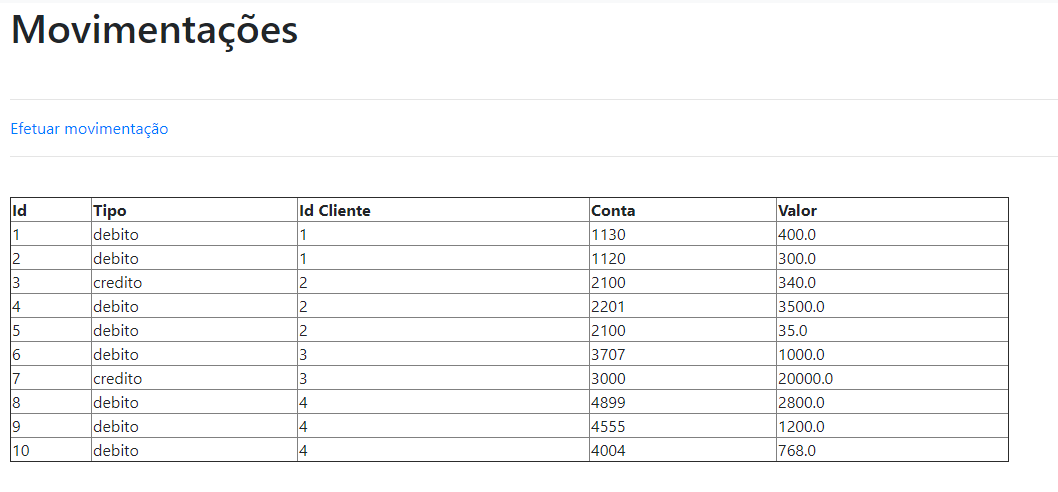 Movimentações
Efetuar movimentação
Id Tipo Id Cliente Conta Valor
1 debito 1 1130 400.0
2 debito 1 1120 300.0
3 credito 2 2100 340.0
4 debito 2 2201 3500.0
5 debito 2 2100 35.0
6 debito 3 3707 1000.0
7 credito 3 3000 20000.0
8 debito 4 4899 2800.0
9 debito 4 4555 1200.0
10 debito 4 4004 768.0